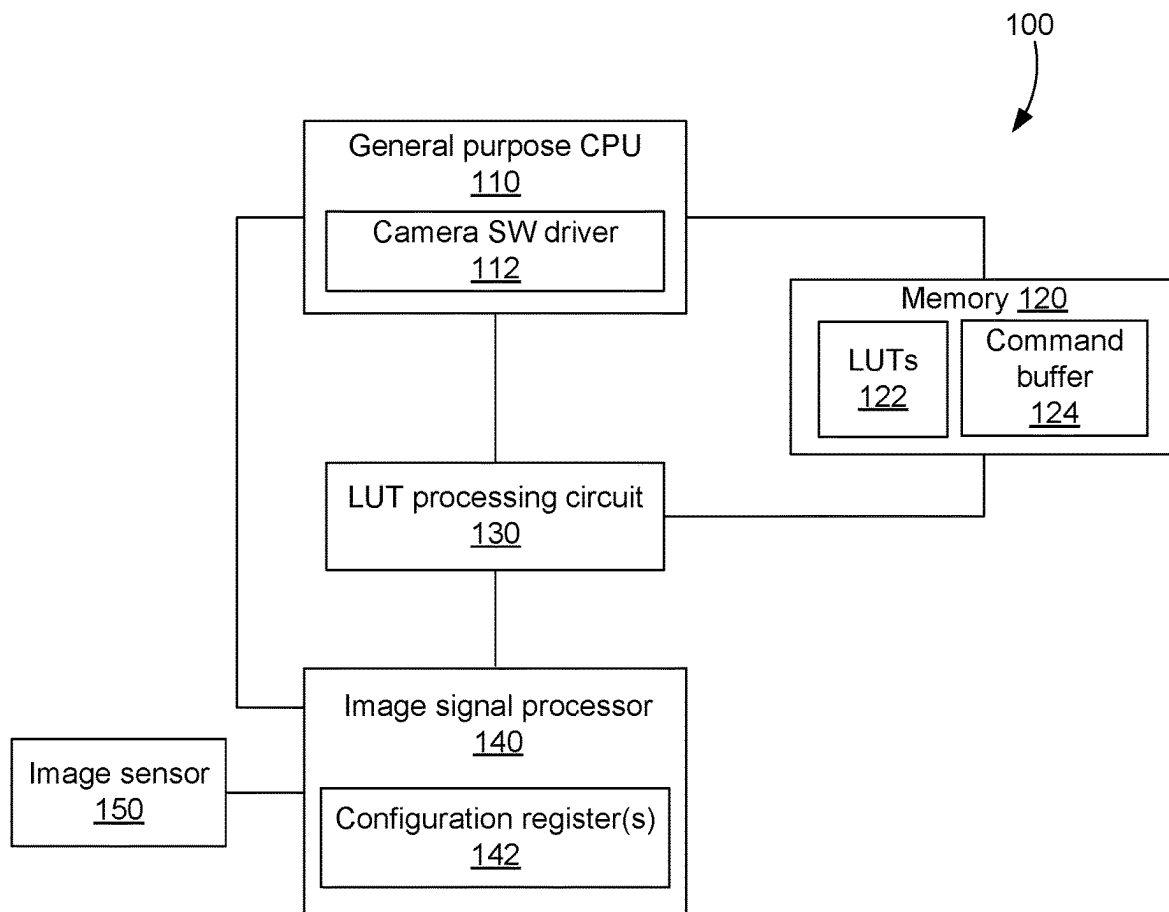 100
General purpose CPU
110
Camera SW driver
112
Memory 120
LUTs
122
Command
buffer
124
LUT processing circuit
130
Image signal processor
140
Image sensor
150
Configuration register(s)
142